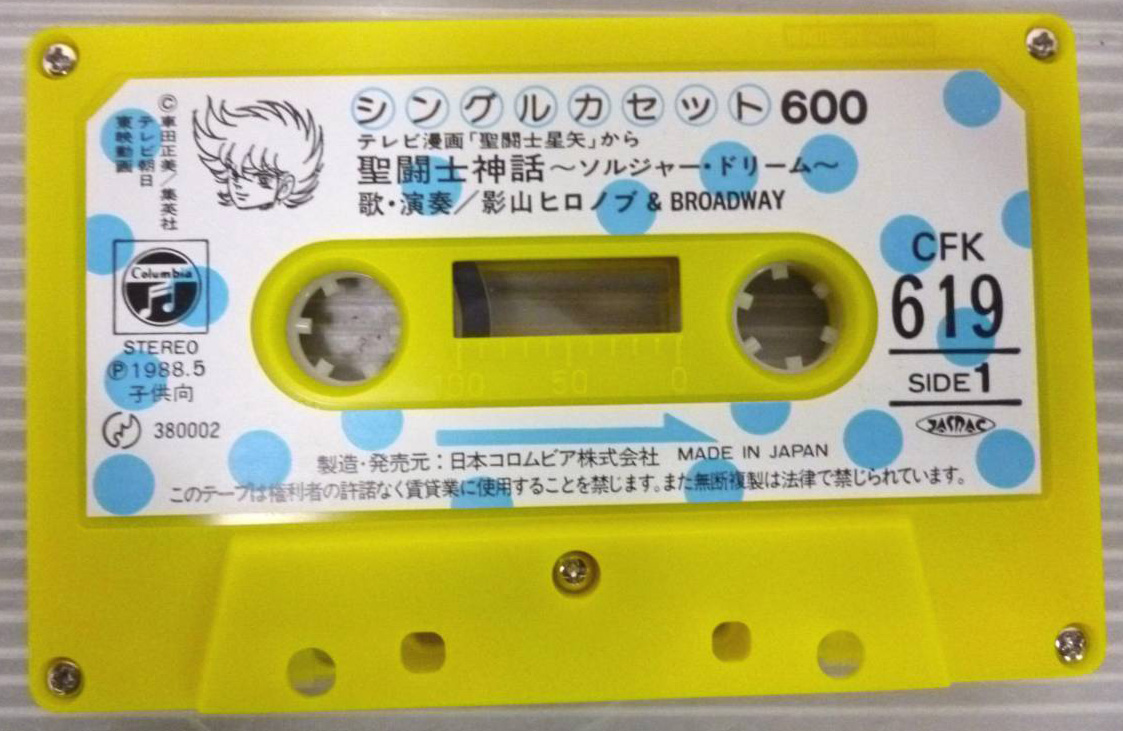 シングルカセット600
テレビ漫画「聖闘士星矢」から
聖闘士神話～ソルジャー・ドリーム～
歌・演奏／影山ヒロノブ & BROADWAY
©車田正美／集英社
テレビ朝日
東映動画
Columbia
STEREO
Ⓟ1988.5
子供向
380002
CFK
619
SIDE1
JASRAC
100 50 0
製造・発売元：日本コロムビア株式会社 MADE IN JAPAN
このテープは権利者の許諾なく賃貸業に使用することを禁じます。また無断複製は法律で禁じられています。